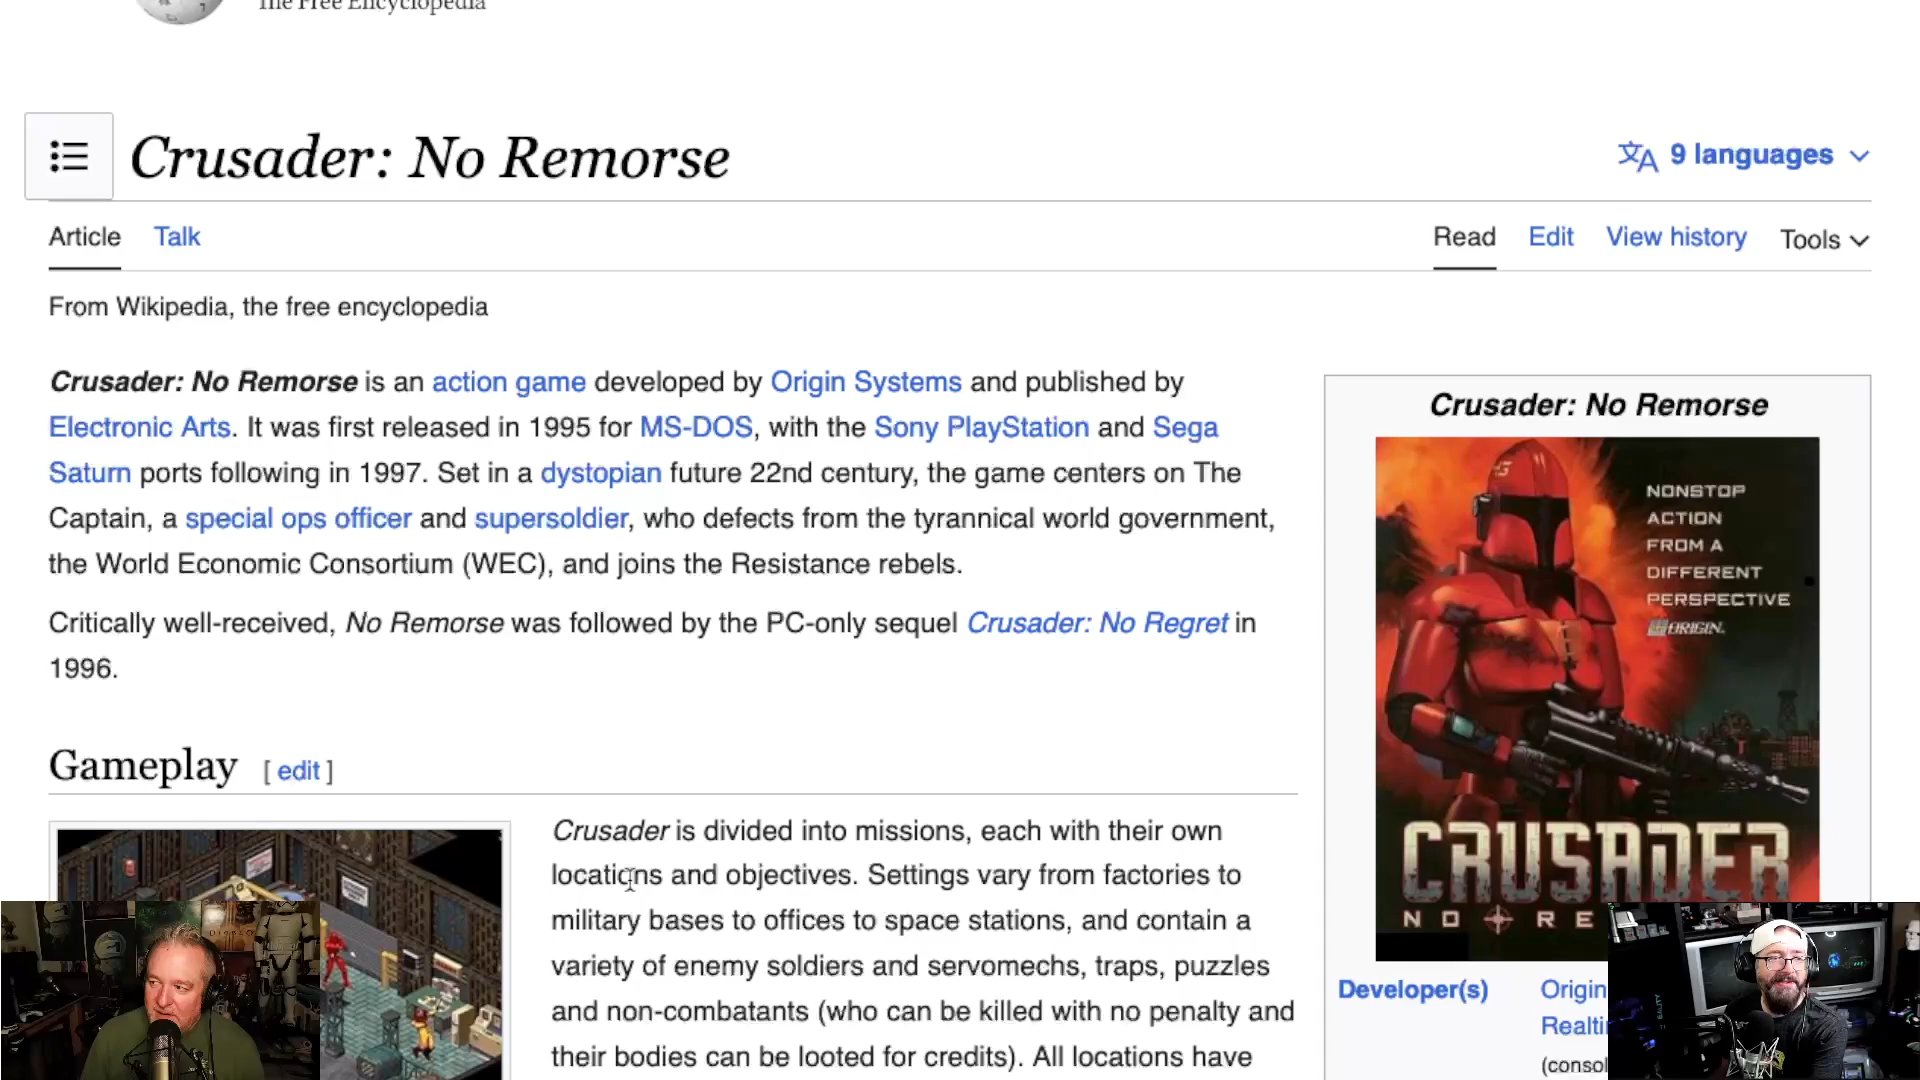 The Free Encyclopedia
Crusader: No Remorse
9 languages
Article Talk
Read Edit View history Tools
From Wikipedia, the free encyclopedia
Crusader: No Remorse is an action game developed by Origin Systems and published by
Electronic Arts. It was first released in 1995 for MS-DOS, with the Sony PlayStation and Sega
Saturn ports following in 1997. Set in a dystopian future 22nd century, the game centers on The
Captain, a special ops officer and supersoldier, who defects from the tyrannical world government,
the World Economic Consortium (WEC), and joins the Resistance rebels.
Critically well-received, No Remorse was followed by the PC-only sequel Crusader: No Regret in
1996.
Gameplay [ edit ]
Crusader is divided into missions, each with their own
locations and objectives. Settings vary from factories to
military bases to offices to space stations, and contain a
variety of enemy soldiers and servomechs, traps, puzzles
and non-combatants (who can be killed with no penalty and
their bodies can be looted for credits). All locations have
Crusader: No Remorse
NONSTOP
ACTION
FROM A
DIFFERENT
PERSPECTIVE
ORIGIN
CRUSADER
NO RE
Developer(s) Origin
Realti
(consol